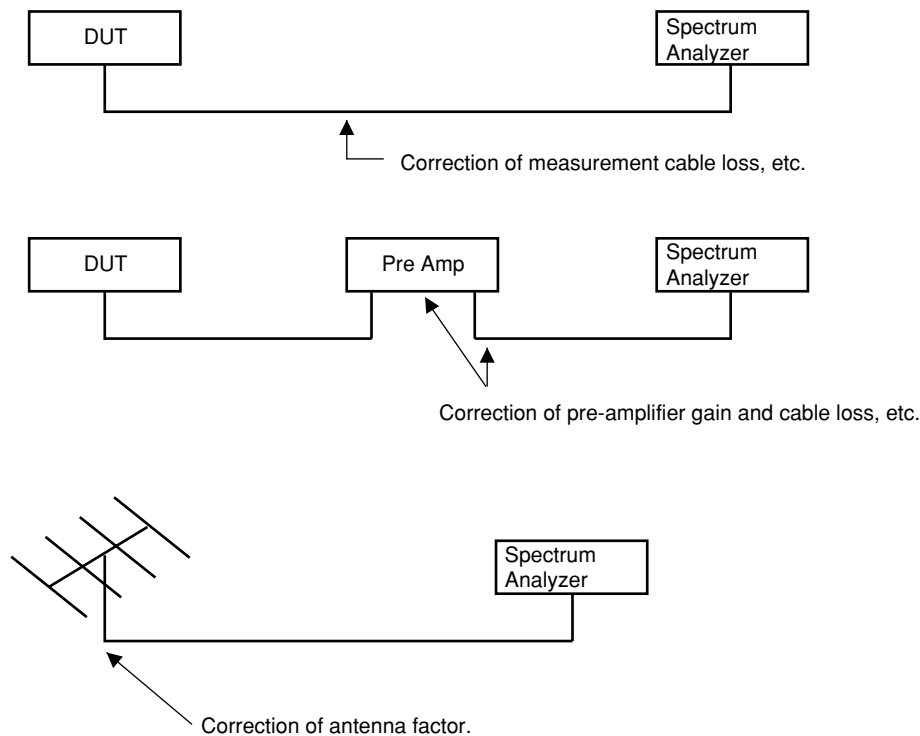 DUT
Spectrum
Analyzer
Correction of measurement cable loss, etc.
DUT
Pre Amp
Spectrum
Analyzer
Correction of pre-amplifier gain and cable loss, etc.
Spectrum
Analyzer
Correction of antenna factor.